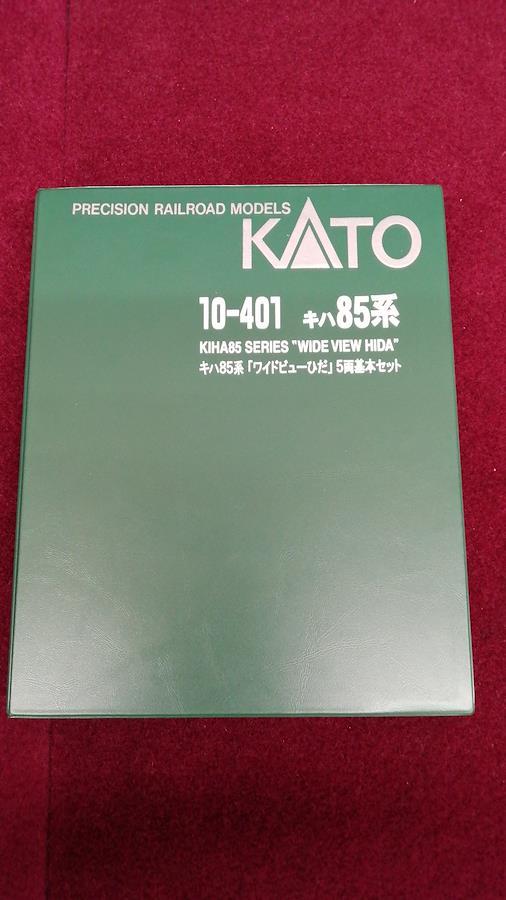 PRECISION RAILROAD MODELS
KATO
10-401 キハ85系
KIHA85 SERIES "WIDE VIEW HIDA"
キハ85系「ワイドビューひだ」5両基本セット